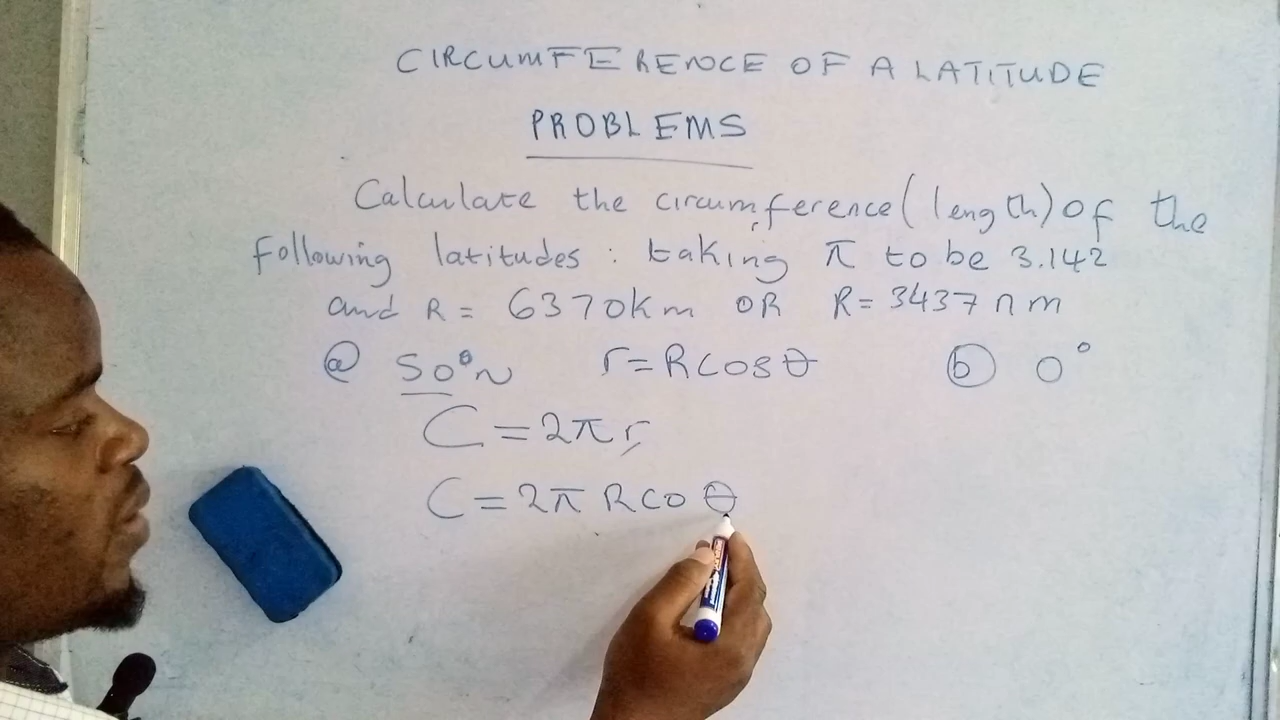 CIRCUMFERENCE OF A LATITUDE
PROBLEMS
Calculate the circumference (length) of the
following latitudes : taking π to be 3.142
and R = 6370km OR R = 3437 nm
(a) 50°N r = R cos θ (b) 0°
C = 2πr
C = 2π R co θ